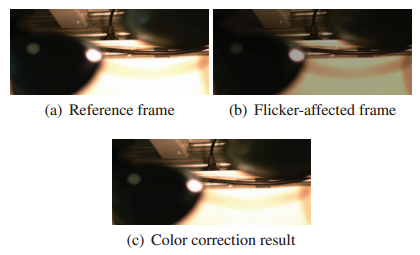 (a) Reference frame
(b) Flicker-affected frame
(c) Color correction result